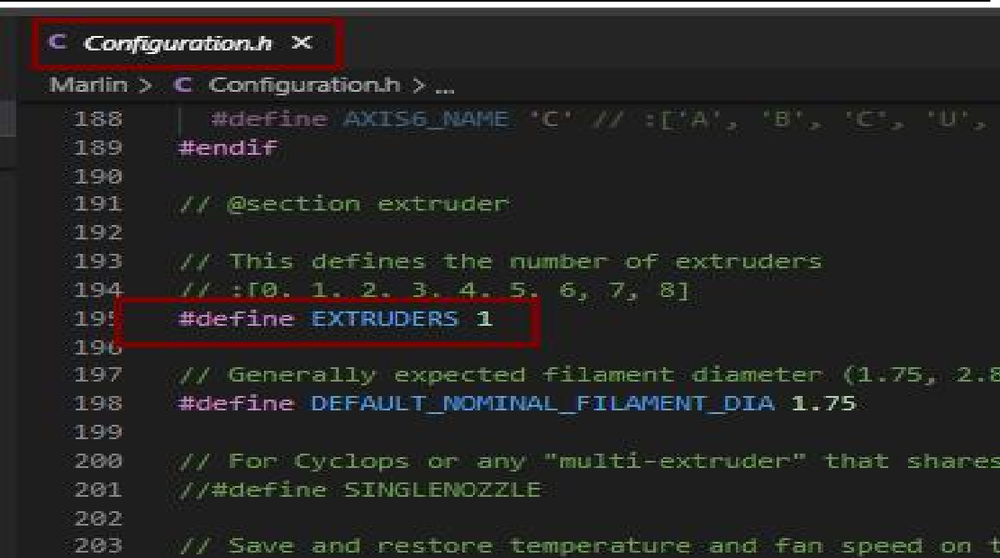 C Configuration.h ×
Marlin > C Configuration.h > ...
188 #define AXIS6_NAME 'C' // :['A', 'B', 'C', 'U',
189 #endif
190
191 // @section extruder
192
193 // This defines the number of extruders
194 // :[0, 1, 2, 3, 4, 5, 6, 7, 8]
195 #define EXTRUDERS 1
196
197 // Generally expected filament diameter (1.75, 2.8
198 #define DEFAULT_NOMINAL_FILAMENT_DIA 1.75
199
200 // For Cyclops or any "multi-extruder" that shares
201 //#define SINGLENOZZLE
202
203 // Save and restore temperature and fan speed on t